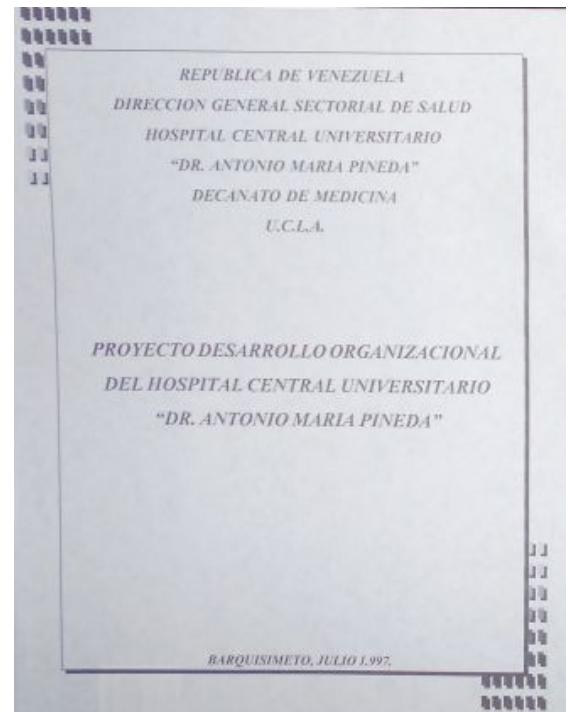 REPUBLICA DE VENEZUELA
DIRECCION GENERAL SECTORIAL DE SALUD
HOSPITAL CENTRAL UNIVERSITARIO
“DR. ANTONIO MARIA PINEDA”
DECANATO DE MEDICINA
U.C.L.A.
PROYECTO DESARROLLO ORGANIZACIONAL
DEL HOSPITAL CENTRAL UNIVERSITARIO
“DR. ANTONIO MARIA PINEDA”
BARQUISIMETO, JULIO 1.997.